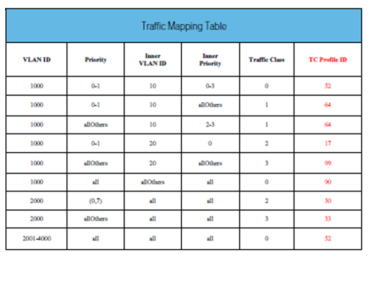 Traffic Mapping Table
VLAN ID Priority Inner VLAN ID Inner Priority Traffic Class TC Profile ID
1000 0-1 10 0-3 0 52
1000 0-1 10 allOthers 1 64
1000 allOthers 10 2-3 1 64
1000 0-1 20 0 2 17
1000 allOthers 20 allOthers 3 99
1000 all allOthers all 0 90
2000 (0,7) all all 2 30
2000 allOthers all all 3 33
2001-4000 all all all 0 52